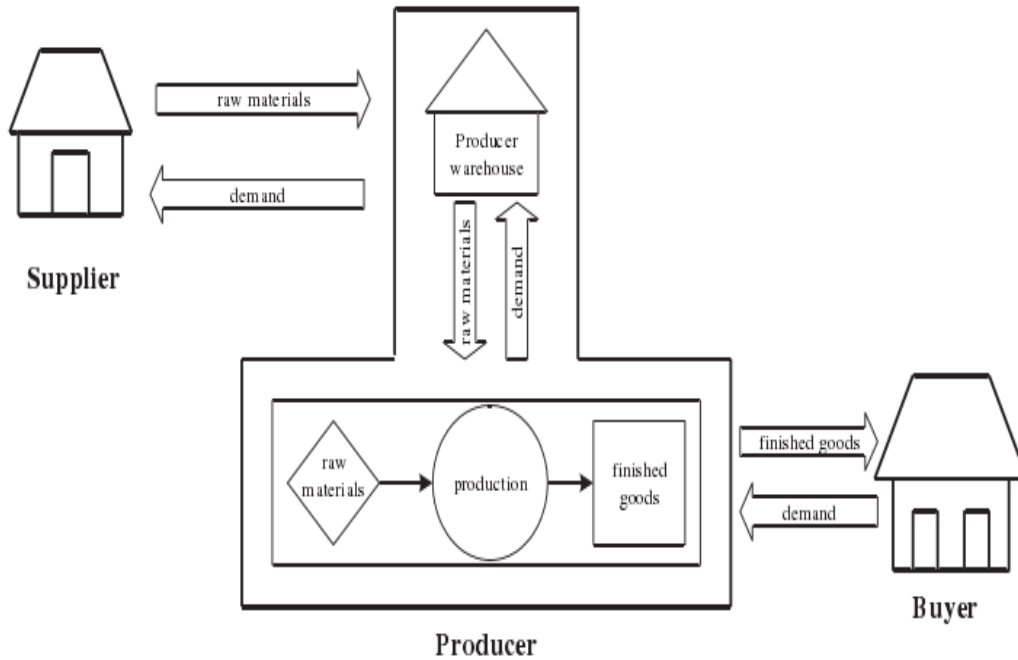 raw materials
demand
Supplier
Producer
warehouse
raw materials
demand
raw
materials
production
finished
goods
finished goods
demand
Buyer
Producer